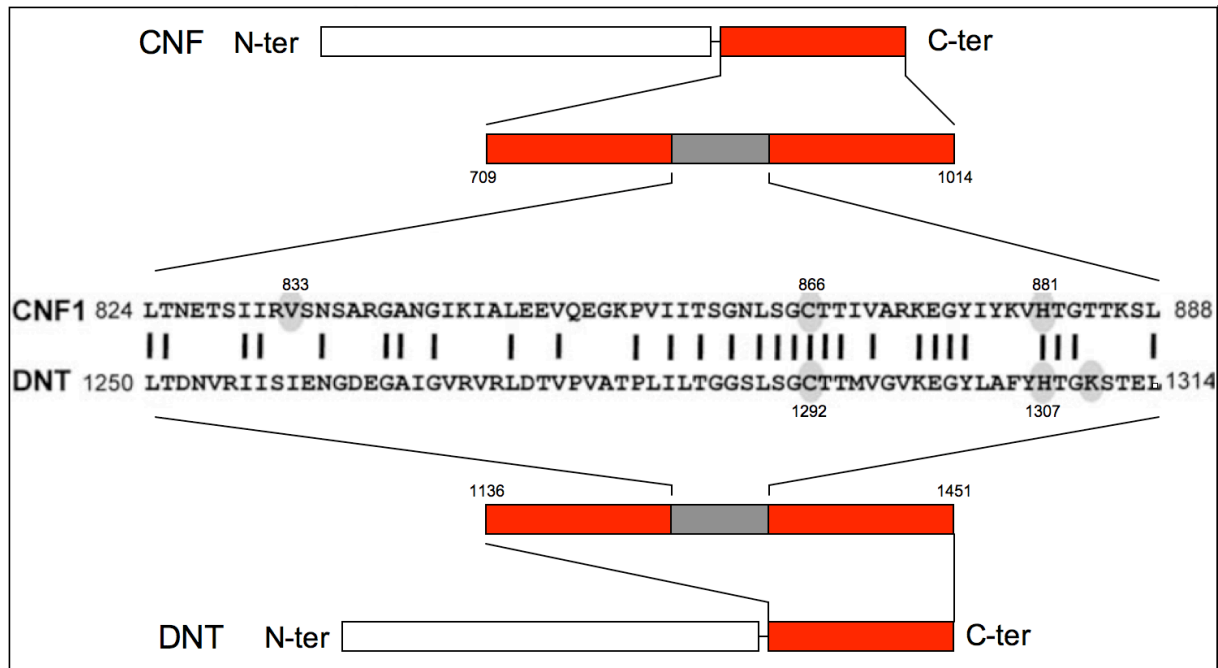 CNF N-ter C-ter
709 1014
833 866 881
CNF1 824 LTNETSIIRVSNSARGANGIKIALEEVQEGKPVIITSGNLSGCTTIVARKEGYIYKVHTGTTKSL 888
DNT 1250 LTDNVRIISIENGDEGAIGVRVRLDTVPVATPLILTGGSLSGCTTMVGVKEGYLAFYHTGKSTEL 1314
1292 1307
1136 1451
DNT N-ter C-ter